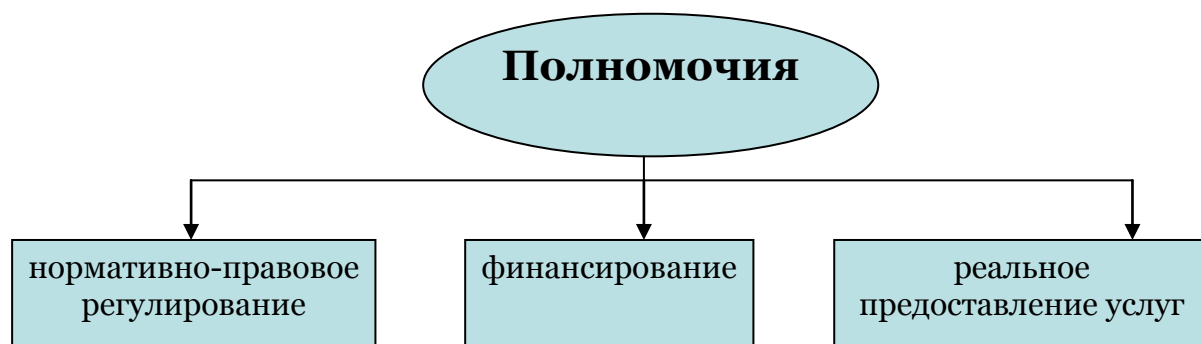 Полномочия
нормативно-правовое
регулирование
финансирование
реальное
предоставление услуг